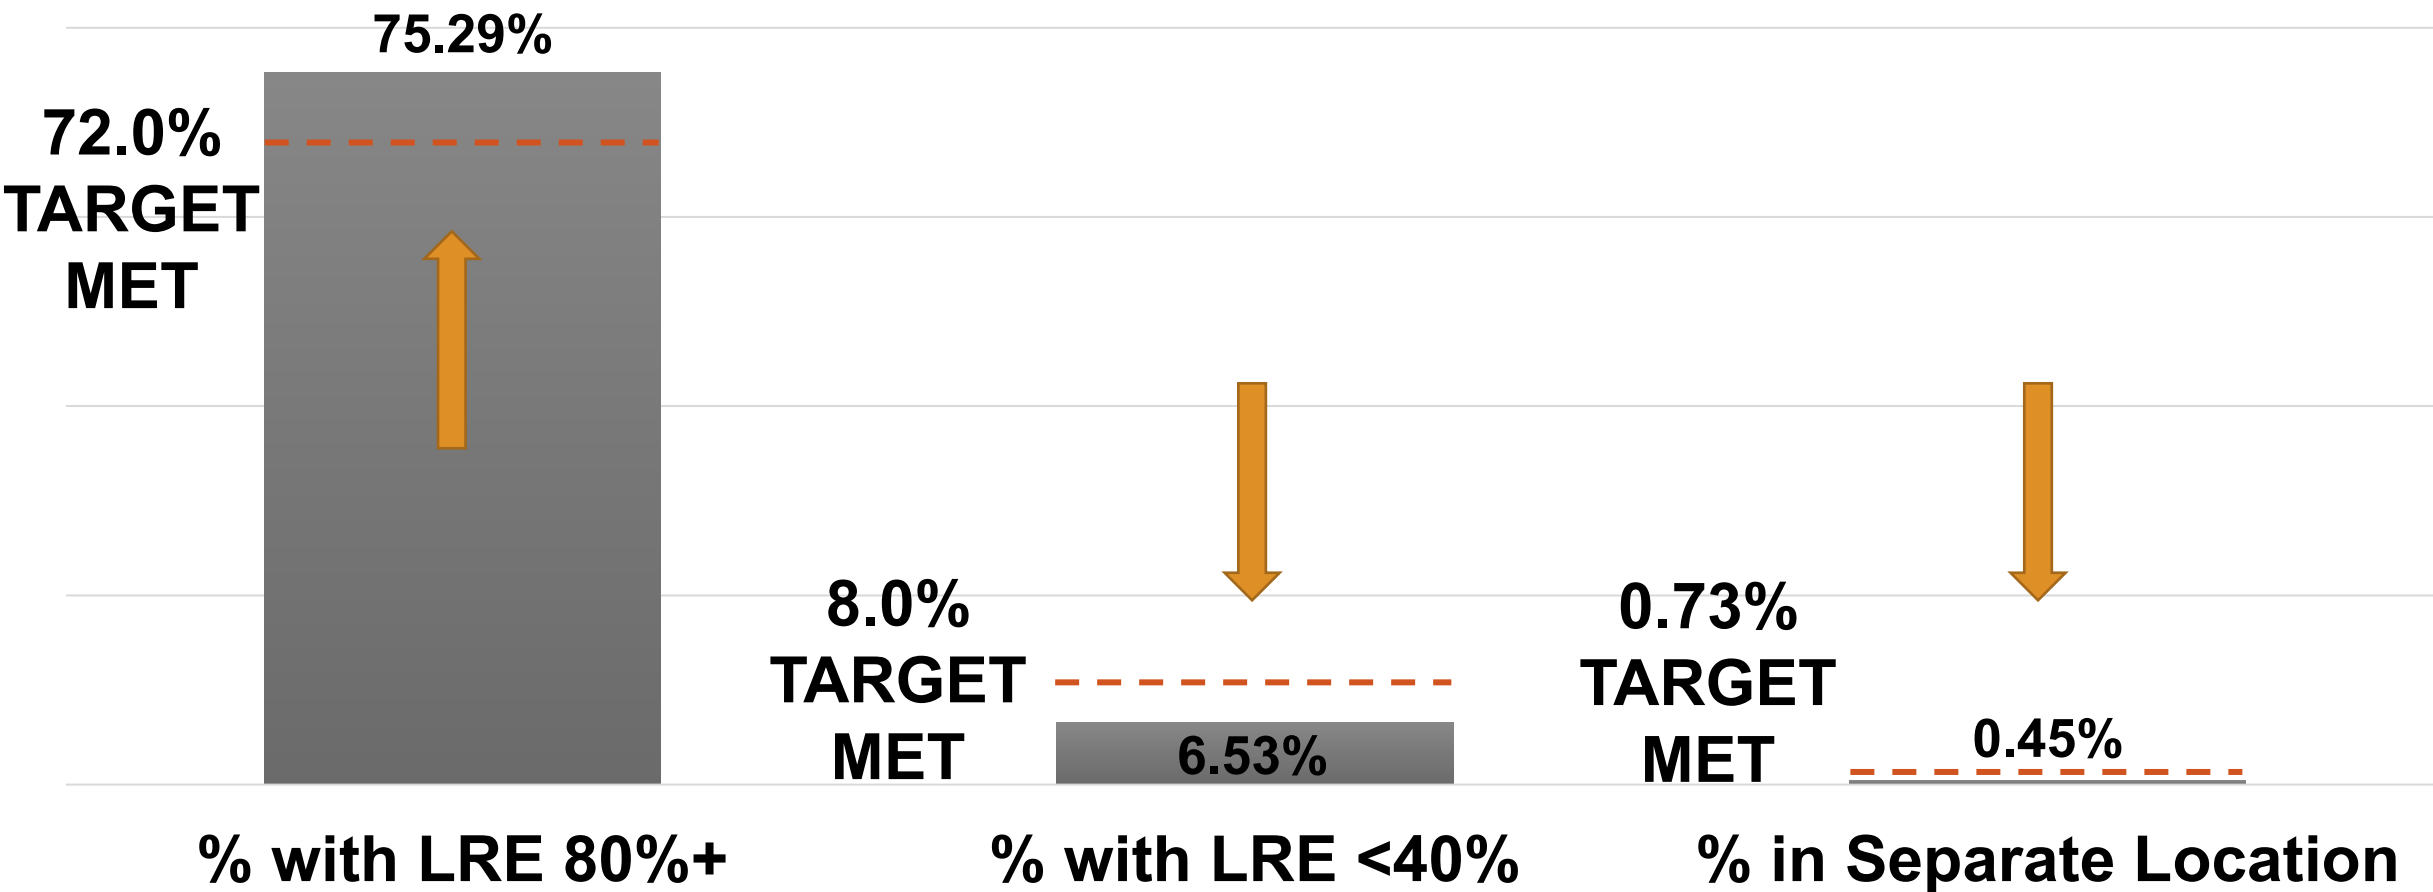 75.29%
72.0%
TARGET
MET
8.0%
TARGET
MET
6.53%
0.73%
TARGET
MET
0.45%
% with LRE 80%+
% with LRE <40%
% in Separate Location